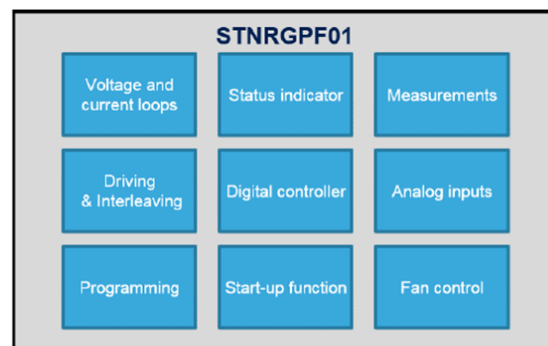 STNRGPF01
Voltage and
current loops
Status indicator
Measurements
Driving
& Interleaving
Digital controller
Analog inputs
Programming
Start-up function
Fan control